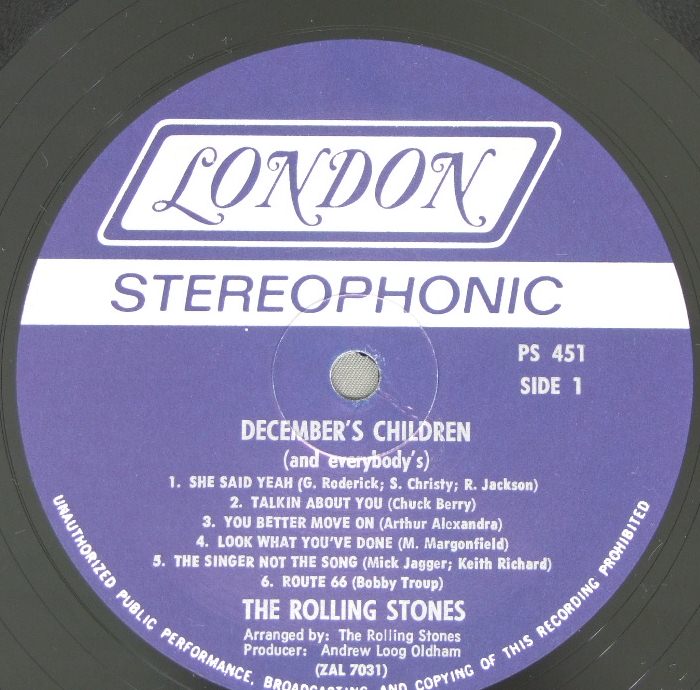 LONDON
STEREOPHONIC
PS 451
SIDE 1
DECEMBER'S CHILDREN
(and everybody's)
1. SHE SAID YEAH (G. Roderick; S. Christy; R. Jackson)
2. TALKIN ABOUT YOU (Chuck Berry)
3. YOU BETTER MOVE ON (Arthur Alexandra)
4. LOOK WHAT YOU'VE DONE (M. Margonfield)
5. THE SINGER NOT THE SONG (Mick Jagger; Keith Richard)
6. ROUTE 66 (Bobby Troup)
THE ROLLING STONES
Arranged by: The Rolling Stones
Producer: Andrew Loog Oldham
(ZAL 7031)
UNAUTHORIZED PUBLIC PERFORMANCE, BROADCASTING AND COPYING OF THIS RECORDING PROHIBITED